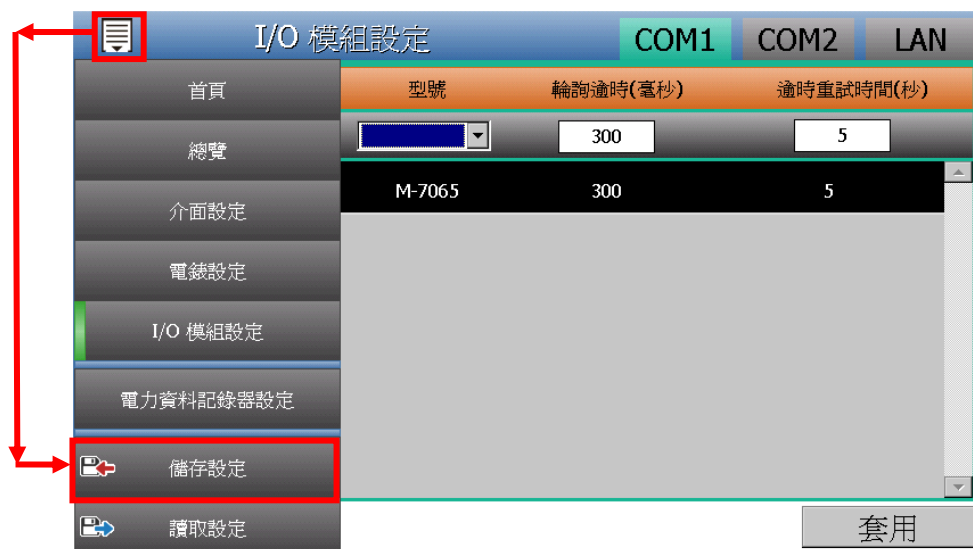 I/O 模組設定
COM1
COM2
LAN
首頁
總覽
介面設定
電錶設定
I/O 模組設定
電力資料記錄器設定
儲存設定
讀取設定
型號
輪詢逾時(毫秒)
逾時重試時間(秒)
300
5
M-7065
300
5
套用